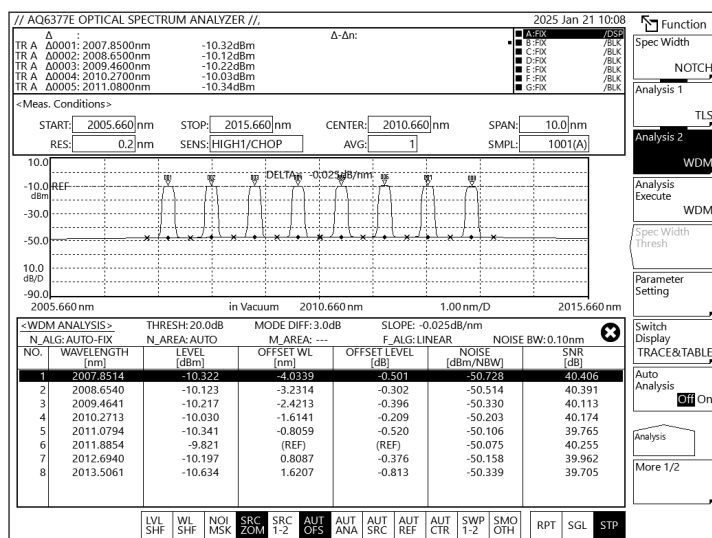 // AQ6377E OPTICAL SPECTRUM ANALYZER //, 2025 Jan 21 10:08
Δ : Δ-Δn:
TR A Δ0001: 2007.8500nm -10.32dBm
TR A Δ0002: 2008.6500nm -10.12dBm
TR A Δ0003: 2009.4600nm -10.22dBm
TR A Δ0004: 2010.2700nm -10.03dBm
TR A Δ0005: 2011.0800nm -10.34dBm
A:FIX /DSP
B:FIX /BLK
C:FIX /BLK
D:FIX /BLK
E:FIX /BLK
F:FIX /BLK
G:FIX /BLK
<Meas. Conditions>
START: 2005.660 nm STOP: 2015.660 nm CENTER: 2010.660 nm SPAN: 10.0 nm
RES: 0.2 nm SENS: HIGH1/CHOP AVG: 1 SMPL: 1001(A)
10.0
DELTA: -0.025dB/nm
-10.0 REF
dBm
-30.0
-50.0
10.0
dB/D
-90.0
2005.660 nm in Vacuum 2010.660 nm 1.00 nm/D 2015.660 nm
<WDM ANALYSIS> THRESH: 20.0dB MODE DIFF: 3.0dB SLOPE: -0.025dB/nm
N_ALG: AUTO-FIX N_AREA: AUTO M_AREA: --- F_ALG: LINEAR NOISE BW: 0.10nm
NO. WAVELENGTH LEVEL OFFSET WL OFFSET LEVEL NOISE SNR
[nm] [dBm] [nm] [dB] [dBm/NBW] [dB]
1 2007.8514 -10.322 -4.0339 -0.501 -50.728 40.406
2 2008.6540 -10.123 -3.2314 -0.302 -50.514 40.391
3 2009.4641 -10.217 -2.4213 -0.396 -50.330 40.113
4 2010.2713 -10.030 -1.6141 -0.209 -50.203 40.174
5 2011.0794 -10.341 -0.8059 -0.520 -50.106 39.765
6 2011.8854 -9.821 (REF) (REF) -50.075 40.255
7 2012.6940 -10.197 0.8087 -0.376 -50.158 39.962
8 2013.5061 -10.634 1.6207 -0.813 -50.339 39.705
LVL SHF
WL SHF
NOI MSK
SRC ZOM
SRC 1-2
AUT OFS
AUT ANA
AUT SRC
AUT REF
AUT CTR
SWP 1-2
SMO OTH
RPT
SGL
STP
Function
Spec Width
NOTCH
Analysis 1
TLS
Analysis 2
WDM
Analysis
Execute
WDM
Spec Width
Thresh
Parameter
Setting
Switch
Display
TRACE&TABLE
Auto
Analysis
Off On
Analysis
More 1/2